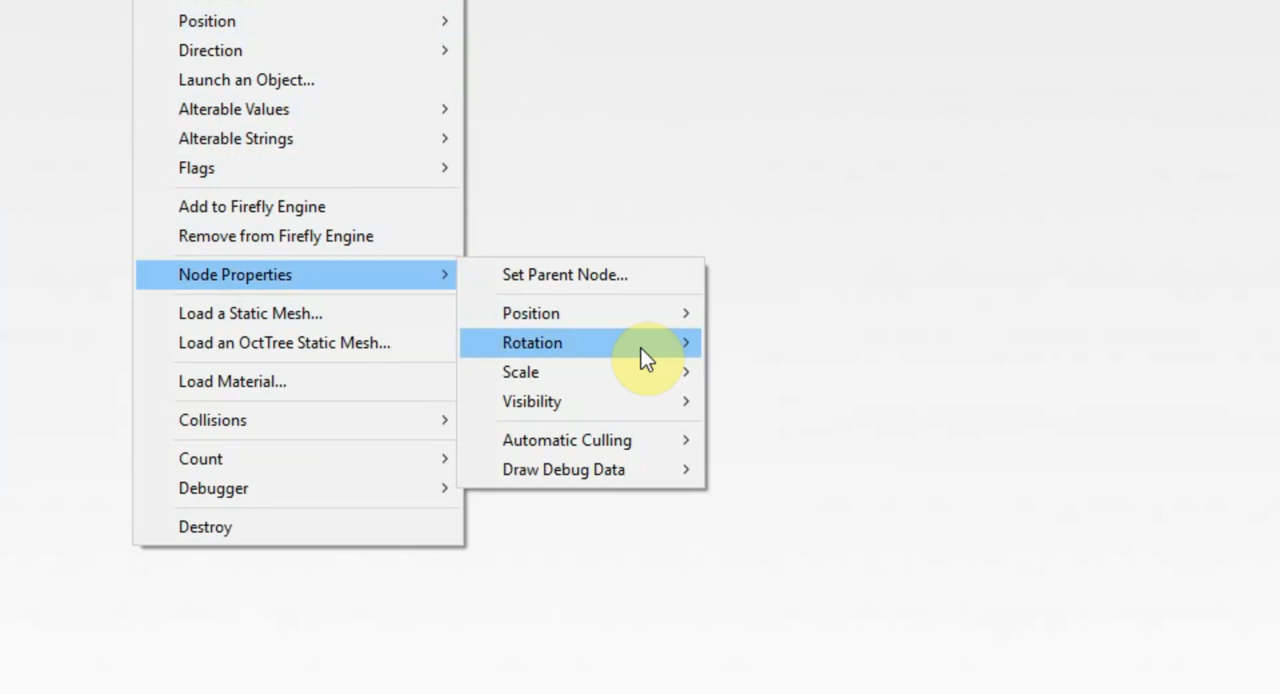 Position
Direction
Launch an Object...
Alterable Values
Alterable Strings
Flags
Add to Firefly Engine
Remove from Firefly Engine
Node Properties
Load a Static Mesh...
Load an OctTree Static Mesh...
Load Material...
Collisions
Count
Debugger
Destroy
Set Parent Node...
Position
Rotation
Scale
Visibility
Automatic Culling
Draw Debug Data